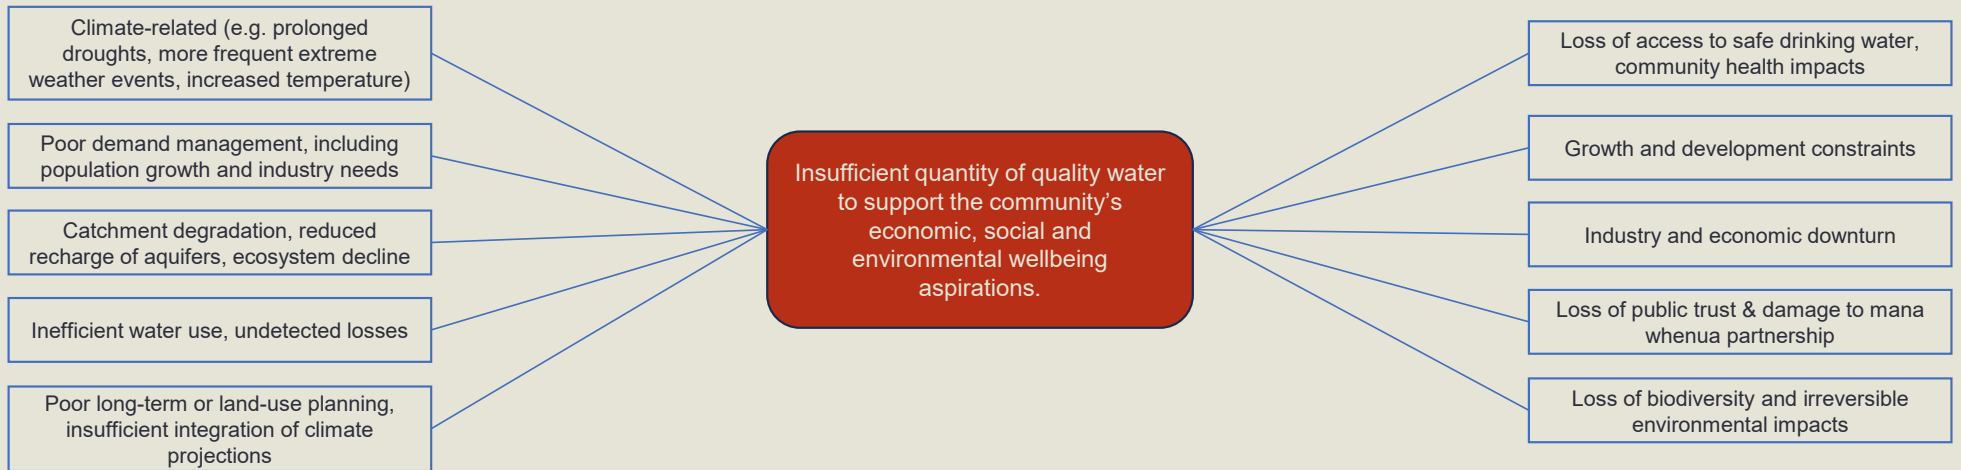 Climate-related (e.g. prolonged
droughts, more frequent extreme
weather events, increased temperature)
Poor demand management, including
population growth and industry needs
Catchment degradation, reduced
recharge of aquifers, ecosystem decline
Inefficient water use, undetected losses
Poor long-term or land-use planning,
insufficient integration of climate
projections
Insufficient quantity of quality water
to support the community’s
economic, social and
environmental wellbeing
aspirations.
Loss of access to safe drinking water,
community health impacts
Growth and development constraints
Industry and economic downturn
Loss of public trust & damage to mana
whenua partnership
Loss of biodiversity and irreversible
environmental impacts